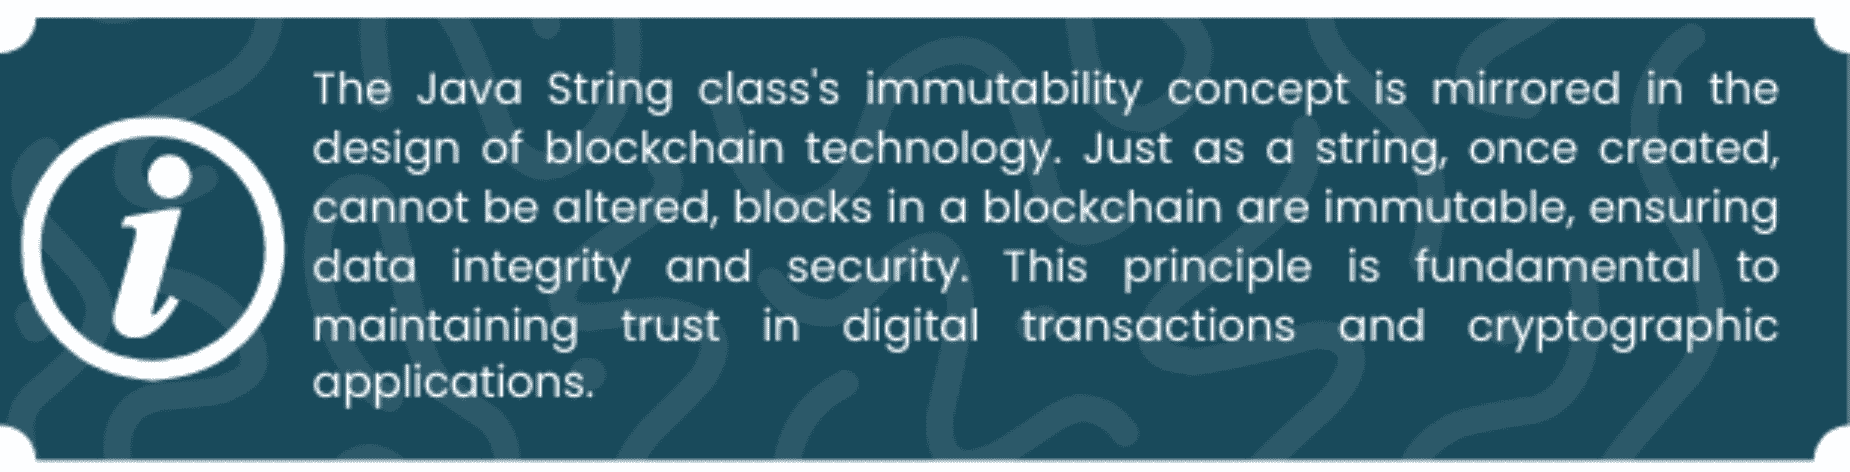 The Java String class's immutability concept is mirrored in the
design of blockchain technology. Just as a string, once created,
cannot be altered, blocks in a blockchain are immutable, ensuring
data integrity and security. This principle is fundamental to
maintaining trust in digital transactions and cryptographic
applications.